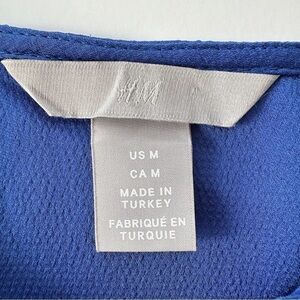 H&M
US M
CA M
MADE IN
TURKEY
FABRIQUÉ EN
TURQUIE